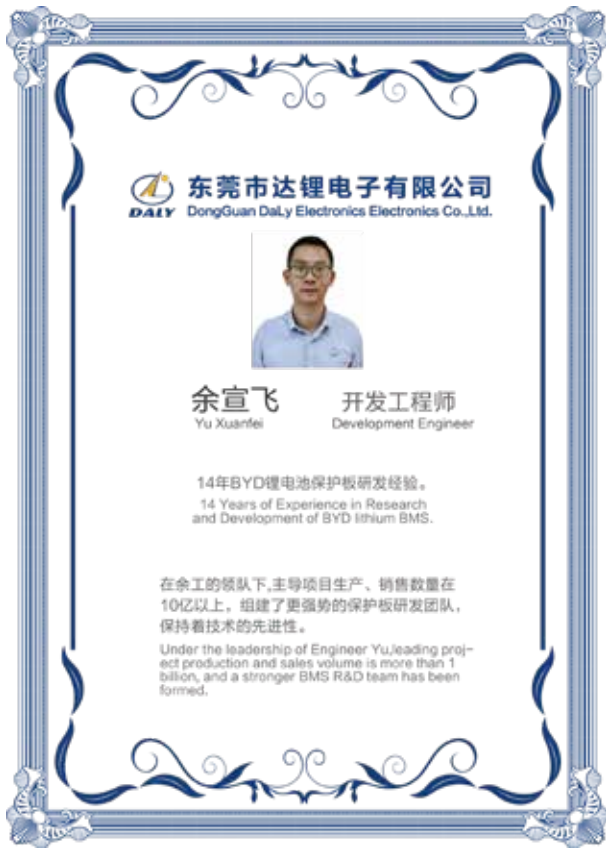 东莞市达锂电子有限公司
DALY
DongGuan DaLy Electronics Electronics Co.,Ltd.
余宣飞
开发工程师
Yu Xuanfei
Development Engineer
14年BYD锂电池保护板研发经验。
14 Years of Experience in Research
and Development of BYD lithium BMS.
在余工的领队下,主导项目生产、销售数量在
10亿以上，组建了更强势的保护板研发团队，
保持着技术的先进性。
Under the leadership of Engineer Yu,leading proj-
ect production and sales volume is more than 1
billion, and a stronger BMS R&D team has been
formed.